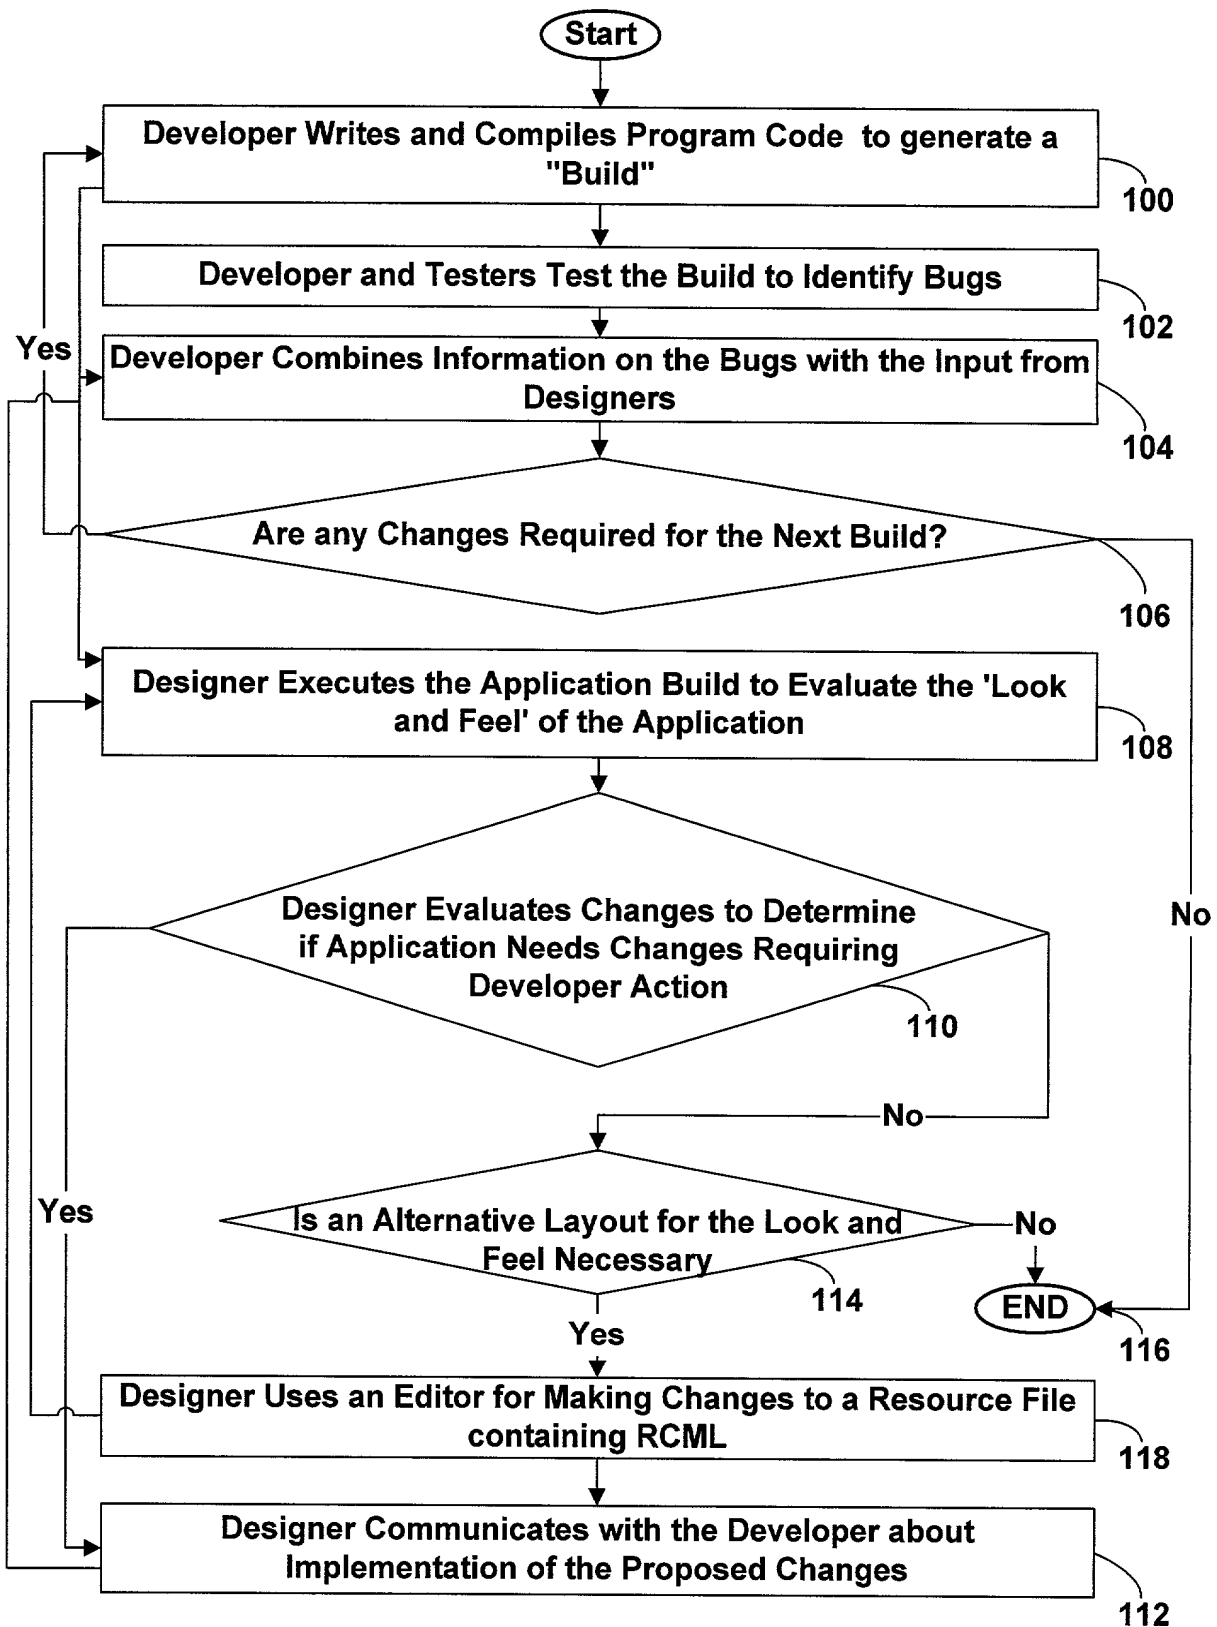 Start
Developer Writes and Compiles Program Code to generate a
"Build"
100
Developer and Testers Test the Build to Identify Bugs
102
Yes
Developer Combines Information on the Bugs with the Input from
Designers
104
Are any Changes Required for the Next Build?
106
Designer Executes the Application Build to Evaluate the 'Look
and Feel' of the Application
108
No
Designer Evaluates Changes to Determine
if Application Needs Changes Requiring
Developer Action
110
No
Yes
Is an Alternative Layout for the Look and
Feel Necessary
No
114
END
116
Yes
Designer Uses an Editor for Making Changes to a Resource File
containing RCML
118
Designer Communicates with the Developer about
Implementation of the Proposed Changes
112